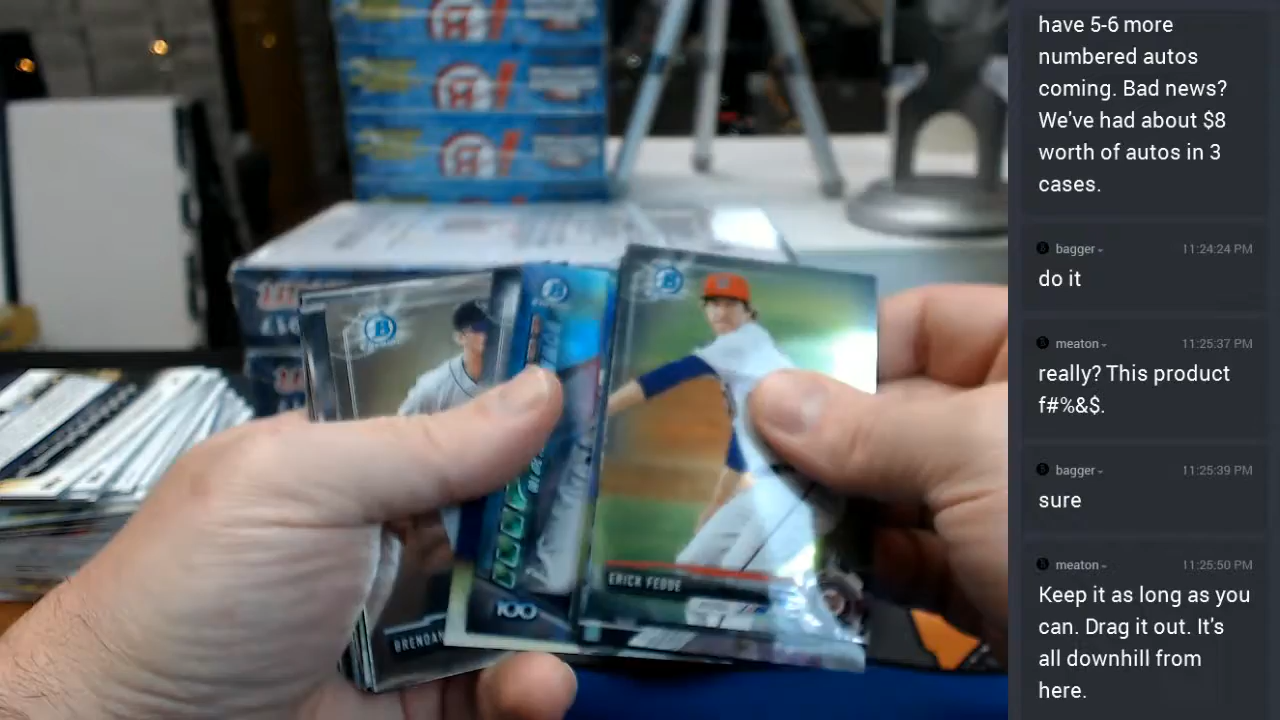 have 5-6 more
numbered autos
coming. Bad news?
We've had about $8
worth of autos in 3
cases.
bagger
11:24:24 PM
do it
meaton
11:25:37 PM
really? This product
f#%&$.
bagger
11:25:39 PM
sure
meaton
11:25:50 PM
Keep it as long as you
can. Drag it out. It's
all downhill from
here.
B
B
B
ERICK FEDDE
100
BRENDAN